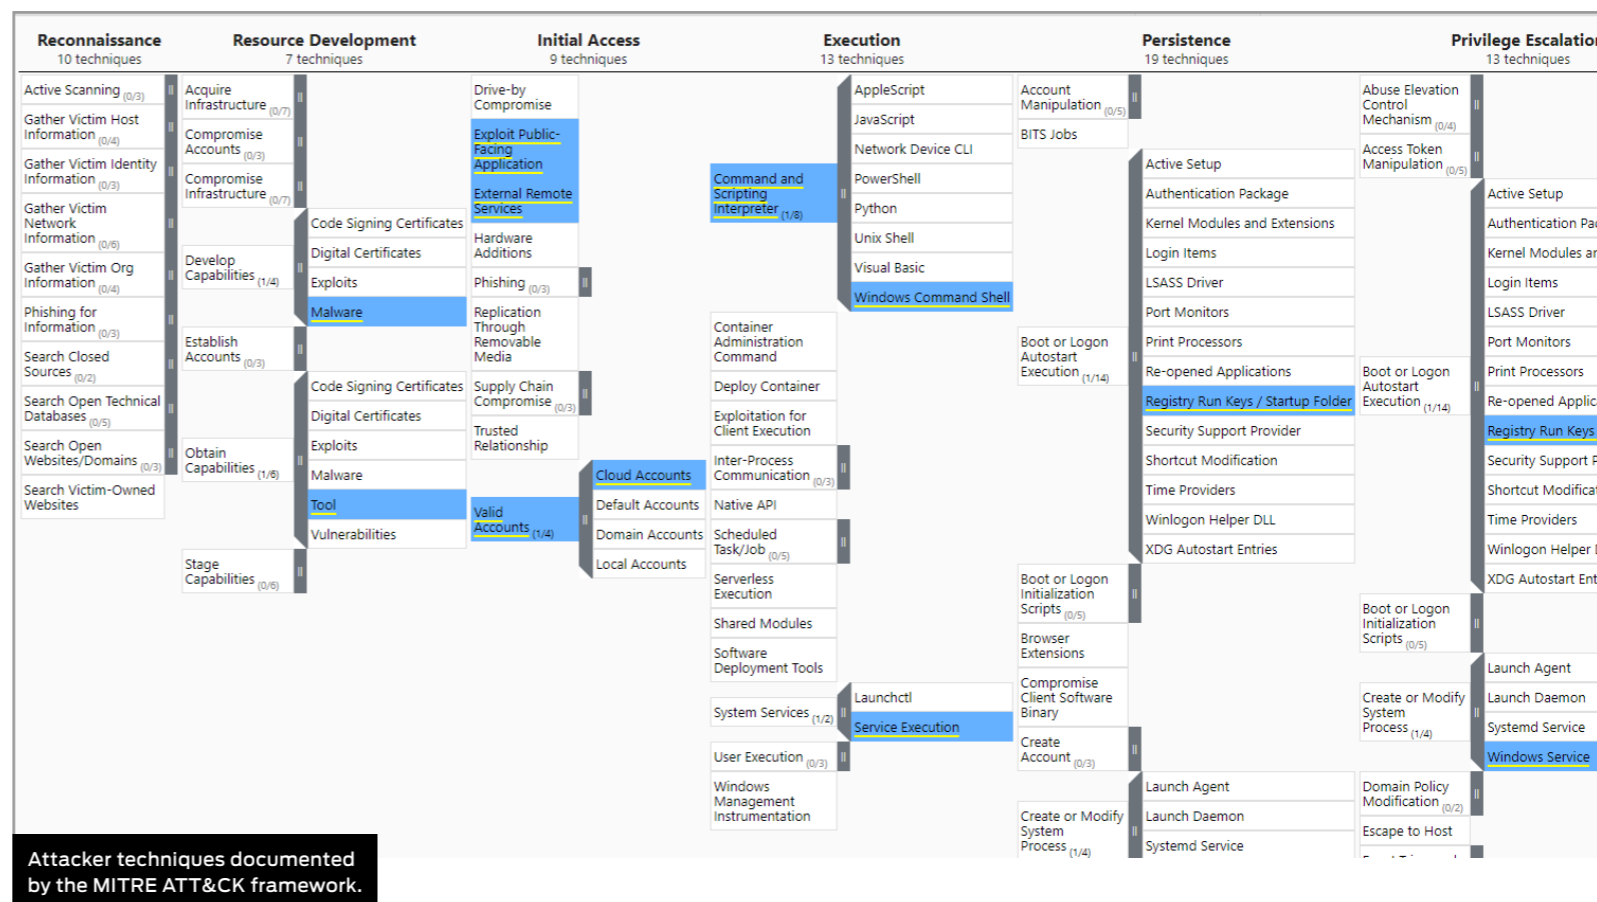 Reconnaissance
10 techniques
Active Scanning (0/3)
Gather Victim Host
Information (0/4)
Gather Victim Identity
Information (0/3)
Gather Victim
Network
Information (0/6)
Gather Victim Org
Information (0/4)
Phishing for
Information (0/3)
Search Closed
Sources (0/2)
Search Open Technical
Databases (0/5)
Search Open
Websites/Domains (0/3)
Search Victim-Owned
Websites
Resource Development
7 techniques
Acquire
Infrastructure (0/7)
Compromise
Accounts (0/3)
Compromise
Infrastructure (0/7)
Develop
Capabilities (1/4)
Code Signing Certificates
Digital Certificates
Exploits
Malware
Establish
Accounts (0/3)
Obtain
Capabilities (1/6)
Code Signing Certificates
Digital Certificates
Exploits
Malware
Tool
Vulnerabilities
Stage
Capabilities (0/6)
Initial Access
9 techniques
Drive-by
Compromise
Exploit Public-
Facing
Application
External Remote
Services
Hardware
Additions
Phishing (0/3)
Replication
Through
Removable
Media
Supply Chain
Compromise (0/3)
Trusted
Relationship
Valid
Accounts (1/4)
Cloud Accounts
Default Accounts
Domain Accounts
Local Accounts
Execution
13 techniques
Command and
Scripting
Interpreter (1/8)
AppleScript
JavaScript
Network Device CLI
PowerShell
Python
Unix Shell
Visual Basic
Windows Command Shell
Container
Administration
Command
Deploy Container
Exploitation for
Client Execution
Inter-Process
Communication (0/3)
Native API
Scheduled
Task/Job (0/5)
Serverless
Execution
Shared Modules
Software
Deployment Tools
System Services (1/2)
Launchctl
Service Execution
User Execution (0/3)
Windows
Management
Instrumentation
Persistence
19 techniques
Account
Manipulation (0/5)
BITS Jobs
Boot or Logon
Autostart
Execution (1/14)
Active Setup
Authentication Package
Kernel Modules and Extensions
Login Items
LSASS Driver
Port Monitors
Print Processors
Re-opened Applications
Registry Run Keys / Startup Folder
Security Support Provider
Shortcut Modification
Time Providers
Winlogon Helper DLL
XDG Autostart Entries
Boot or Logon
Initialization
Scripts (0/5)
Browser
Extensions
Compromise
Client Software
Binary
Create
Account (0/3)
Create or Modify
System
Process (1/4)
Launch Agent
Launch Daemon
Systemd Service
Privilege Escalation
13 techniques
Abuse Elevation
Control
Mechanism (0/4)
Access Token
Manipulation (0/5)
Boot or Logon
Autostart
Execution (1/14)
Active Setup
Authentication Pac
Kernel Modules an
Login Items
LSASS Driver
Port Monitors
Print Processors
Re-opened Applic
Registry Run Keys
Security Support P
Shortcut Modificat
Time Providers
Winlogon Helper
XDG Autostart Ent
Boot or Logon
Initialization
Scripts (0/5)
Create or Modify
System
Process (1/4)
Launch Agent
Launch Daemon
Systemd Service
Windows Service
Domain Policy
Modification (0/2)
Escape to Host
Attacker techniques documented
by the MITRE ATT&CK framework.